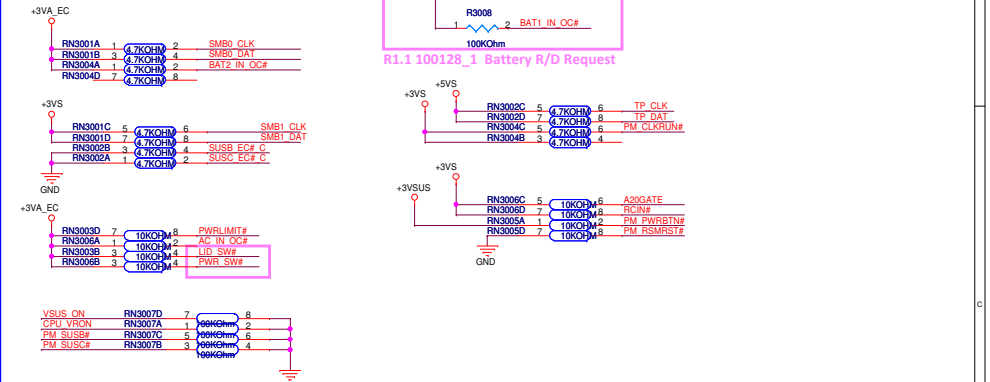 +3VA_EC
RN3001A 1 4.7KOHM 2 SMB0_CLK
RN3001B 3 4.7KOHM 4 SMB0_DAT
RN3004A 1 4.7KOHM 2 BAT2_IN_OC#
RN3004D 7 4.7KOHM 8
R3008
1 2 BAT1_IN_OC#
100KOhm
R1.1 100128_1 Battery R/D Request
+3VS
RN3001C 5 4.7KOHM 6 SMB1_CLK
RN3001D 7 4.7KOHM 8 SMB1_DAT
RN3002B 3 4.7KOHM 4 SUSB_EC#_C
RN3002A 1 4.7KOHM 2 SUSC_EC#_C
GND
+5VS
+3VS
RN3002C 5 4.7KOHM 6 TP_CLK
RN3002D 7 4.7KOHM 8 TP_DAT
RN3004C 5 4.7KOHM 6 PM_CLKRUN#
RN3004B 3 4.7KOHM 4
+3VA_EC
RN3003D 7 10KOHM 8 PWRLIMIT#
RN3006A 1 10KOHM 2 AC_IN_OC#
RN3003B 3 10KOHM 4 LID_SW#
RN3006B 3 10KOHM 4 PWR_SW#
+3VS
+3VSUS
RN3006C 5 10KOHM 6 A20GATE
RN3006D 7 10KOHM 8 RCIN#
RN3005A 1 10KOHM 2 PM_PWRBTN#
RN3005D 7 10KOHM 8 PM_RSMRST#
GND
VSUS_ON RN3007D 7 8
100KOhm
CPU_VRON RN3007A 1 2
100KOhm
PM_SUSB# RN3007C 5 6
100KOhm
PM_SUSC# RN3007B 3 4
100KOhm
C